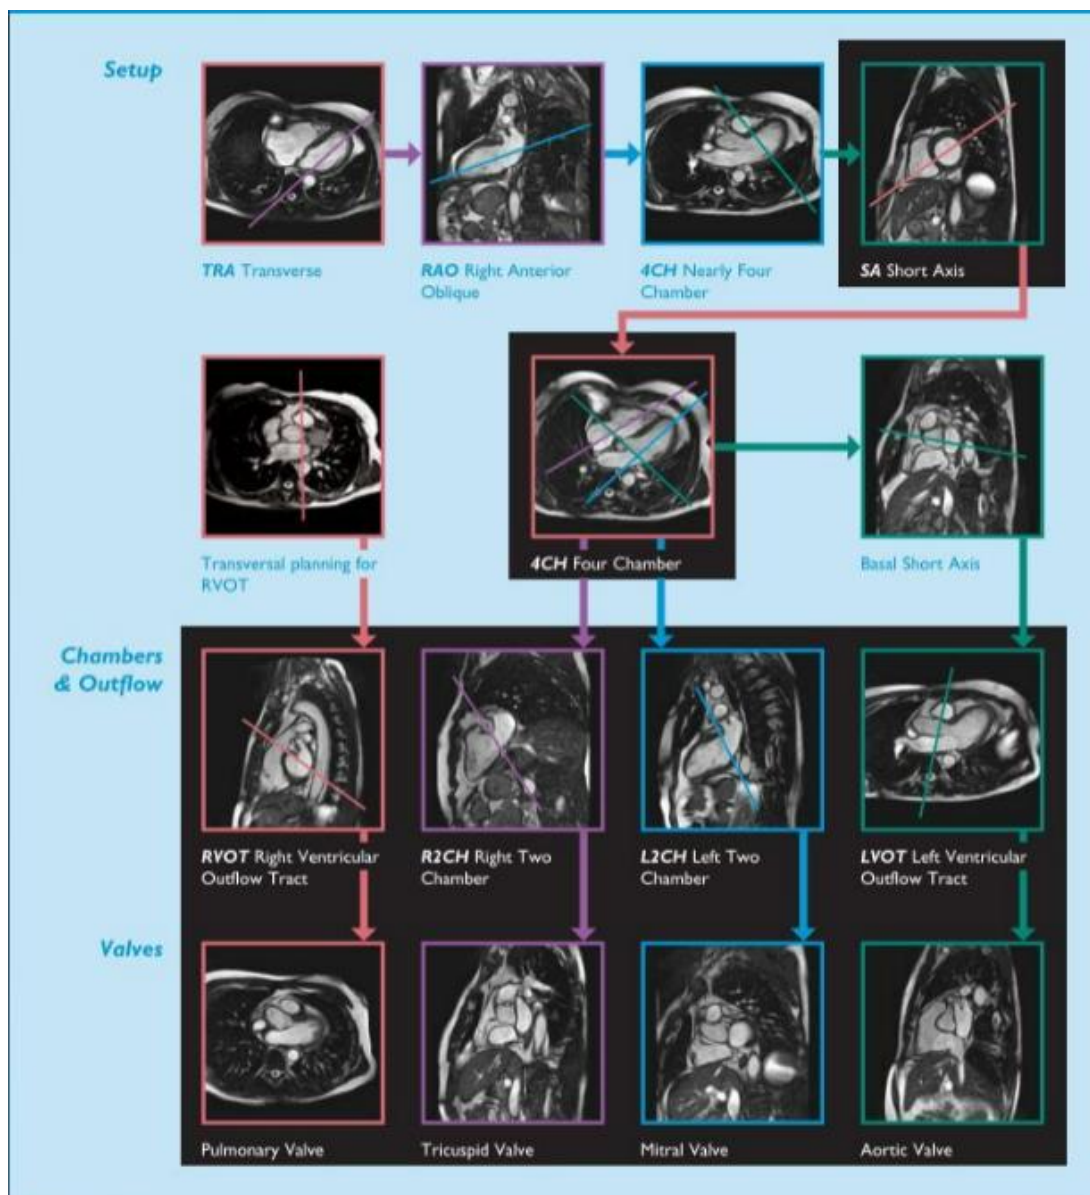 Setup
TRA Transverse
RAO Right Anterior
Oblique
4CH Nearly Four
Chamber
SA Short Axis
Transversal planning for
RVOT
4CH Four Chamber
Basal Short Axis
Chambers
& Outflow
RVOT Right Ventricular
Outflow Tract
R2CH Right Two
Chamber
L2CH Left Two
Chamber
LVOT Left Ventricular
Outflow Tract
Valves
Pulmonary Valve
Tricuspid Valve
Mitral Valve
Aortic Valve